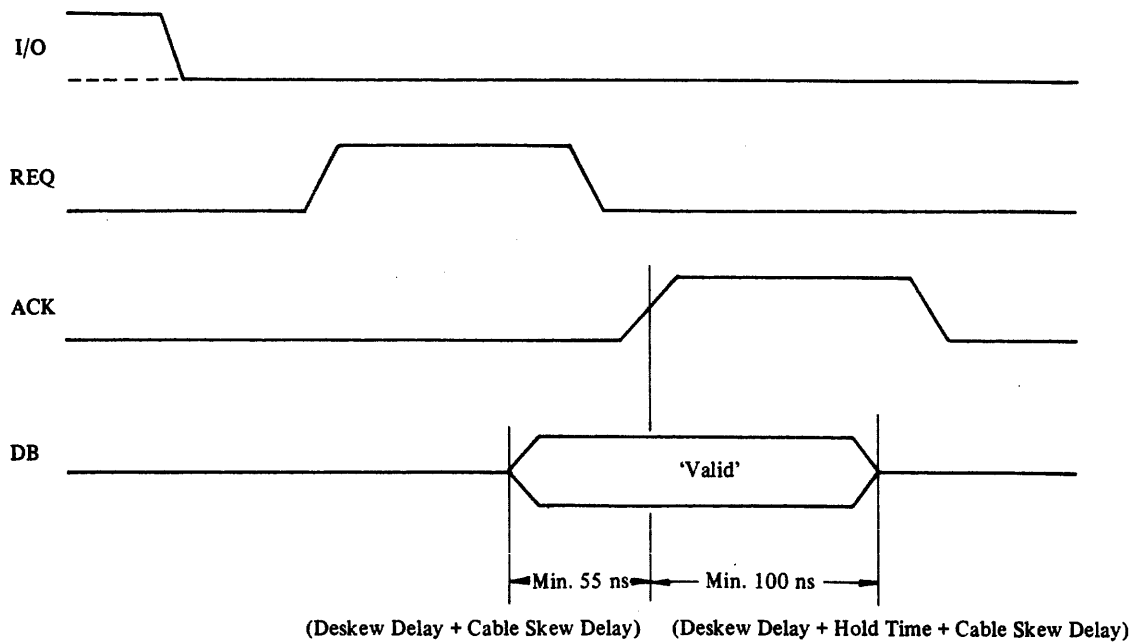 I/O
REQ
ACK
DB
‘Valid’
Min. 55 ns
Min. 100 ns
(Deskew Delay + Cable Skew Delay)
(Deskew Delay + Hold Time + Cable Skew Delay)